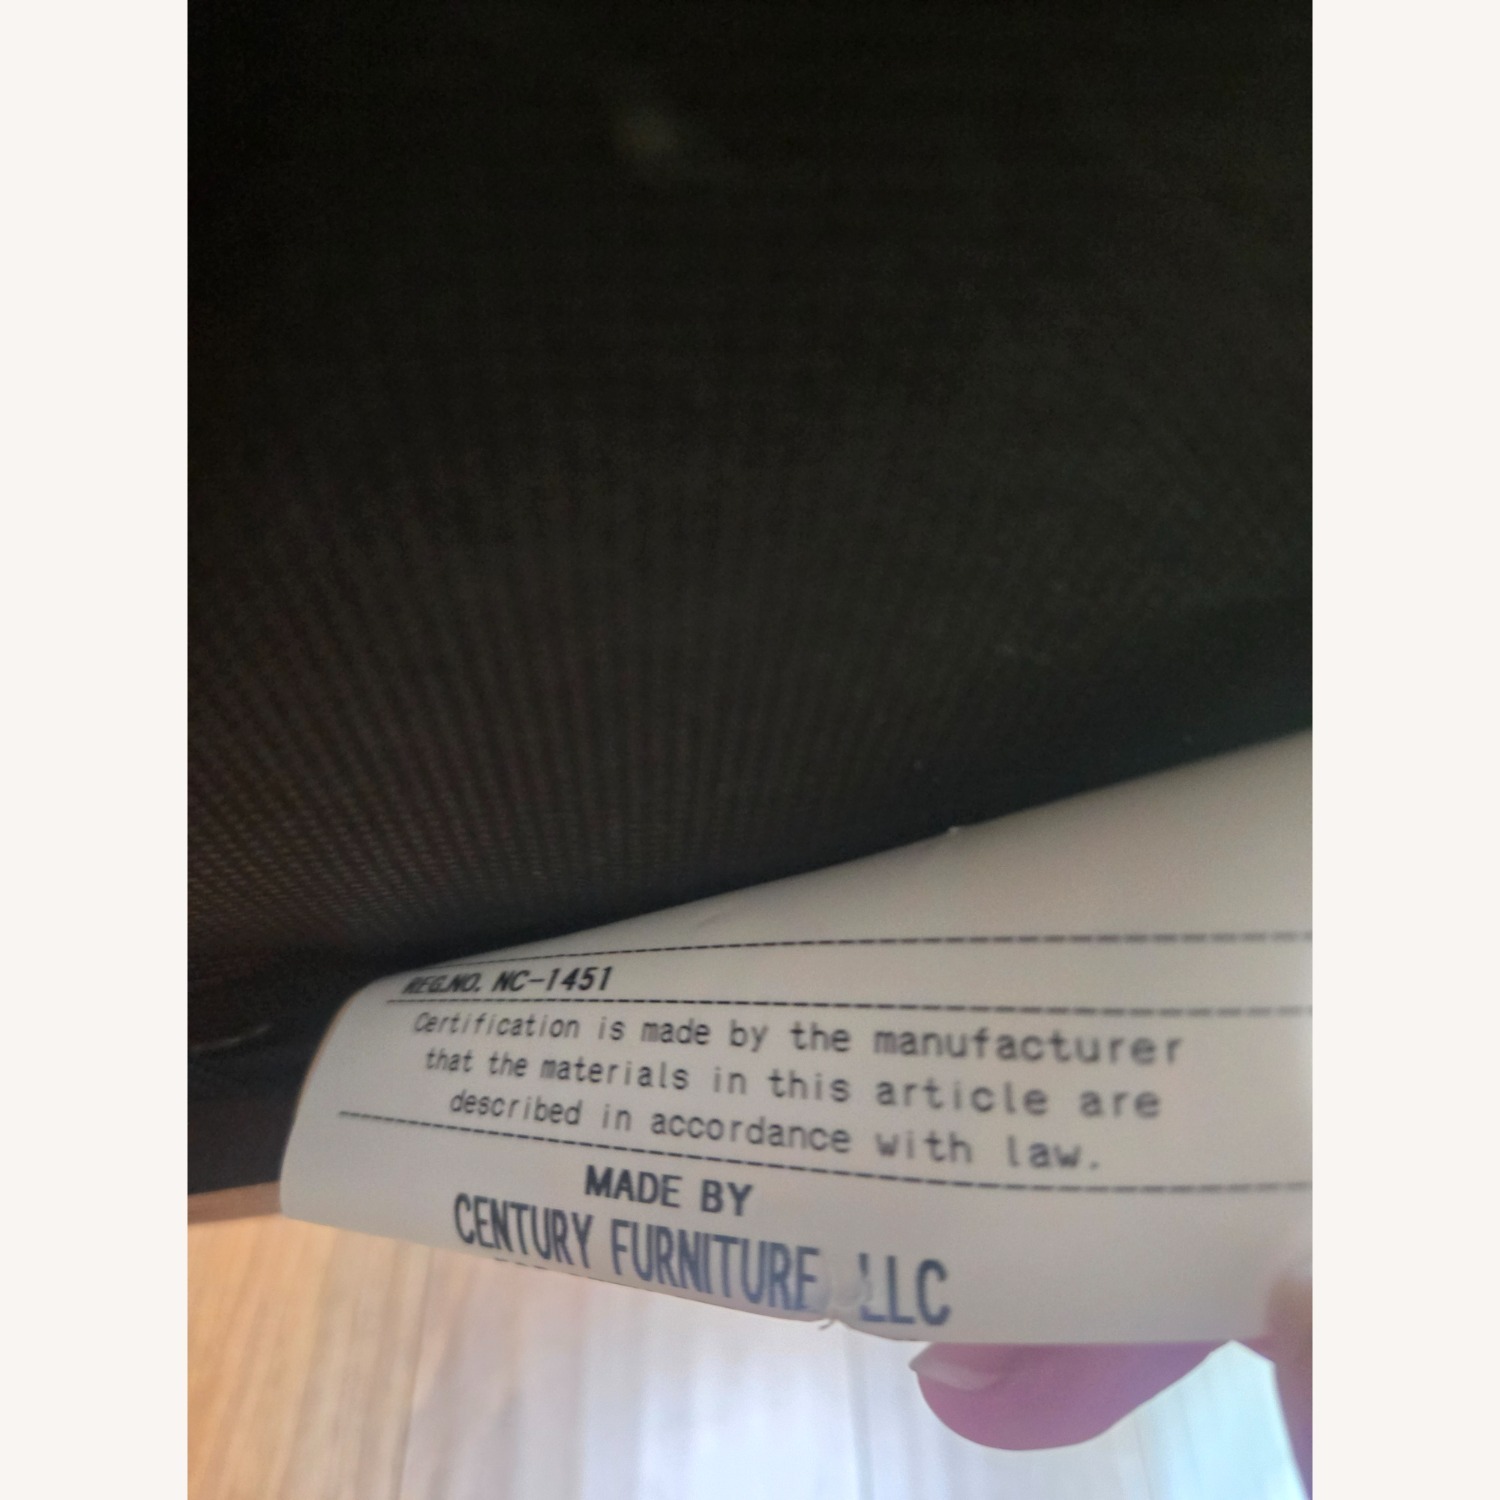 REG.NO. NC-1451
Certification is made by the manufacturer
that the materials in this article are
described in accordance with law.
MADE BY
CENTURY FURNITURE LLC